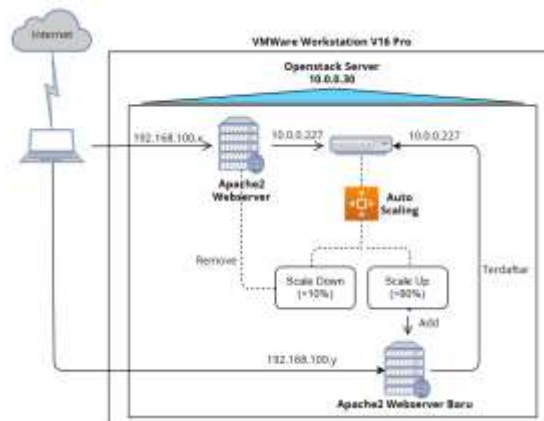 Internet
VMWare Workstation V16 Pro
Openstack Server
10.0.0.30
192.168.100.x
10.0.0.227
10.0.0.227
Apache2
Webserver
Auto
Scaling
Remove
Scale Down
(<10%)
Scale Up
(>80%)
Terdaftar
Add
192.168.100.y
Apache2 Webserver Baru